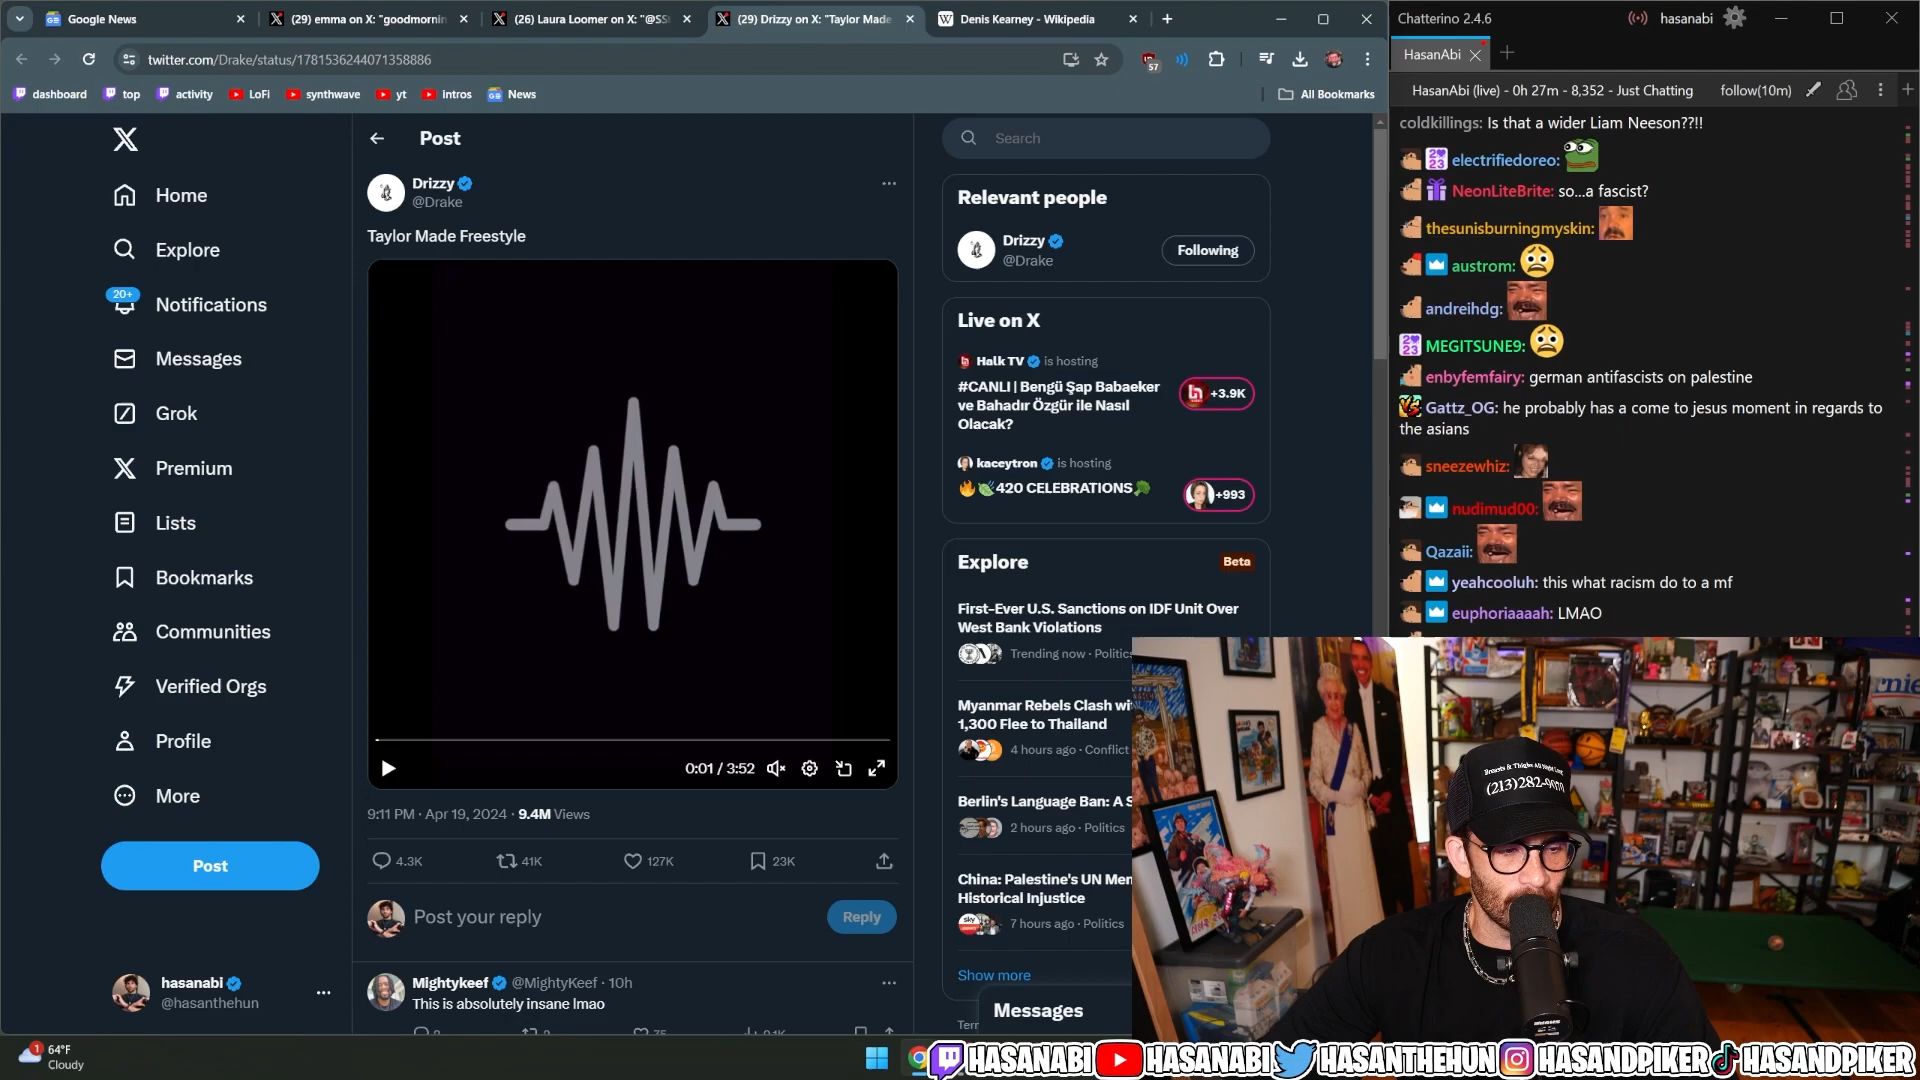 Google News
(29) emma on X: "goodmornin
(26) Laura Loomer on X: "@SS
(29) Drizzy on X: "Taylor Made
Denis Kearney - Wikipedia
twitter.com/Drake/status/1781536244071358886
57
dashboard
top
activity
LoFi
synthwave
yt
Intros
News
All Bookmarks
Home
Explore
20+
Notifications
Messages
Grok
Premium
Lists
Bookmarks
Communities
Verified Orgs
Profile
More
Post
hasanabi
@hasanthehun
Post
Drizzy
@Drake
Taylor Made Freestyle
0:01 / 3:52
9:11 PM · Apr 19, 2024 · 9.4M Views
4.3K
41K
127K
23K
Post your reply
Reply
Mightykeef @MightyKeef · 10h
This is absolutely insane lmao
Search
Relevant people
Drizzy
@Drake
Following
Live on X
Halk TV is hosting
#CANLI | Bengü Şap Babaeker
ve Bahadır Özgür ile Nasıl
Olacak?
+3.9K
kaceytron is hosting
420 CELEBRATIONS
+993
Explore
Beta
First-Ever U.S. Sanctions on IDF Unit Over
West Bank Violations
Trending now · Politics
Myanmar Rebels Clash wi
1,300 Flee to Thailand
4 hours ago · Conflict
Berlin's Language Ban: A S
2 hours ago · Politics
China: Palestine's UN Mem
Historical Injustice
7 hours ago · Politics
Show more
Messages
Chatterino 2.4.6
hasanabi
HasanAbi
HasanAbi (live) - 0h 27m - 8,352 - Just Chatting
follow(10m)
coldkillings: Is that a wider Liam Neeson??!!
electrifiedoreo:
NeonLiteBrite: so...a fascist?
thesunisburningmyskin:
austrom:
andreihdg:
MEGITSUNE9:
enbyfemfairy: german antifascists on palestine
Gattz_OG: he probably has a come to jesus moment in regards to
the asians
sneezewhiz:
nudimud00:
Qazaii:
yeahcooluh: this what racism do to a mf
euphoriaaaah: LMAO
(213)282-9070
1
64°F
Cloudy
HASANABI
HASANABI
HASANTHEHUN
HASANDPIKER
HASANDPIKER